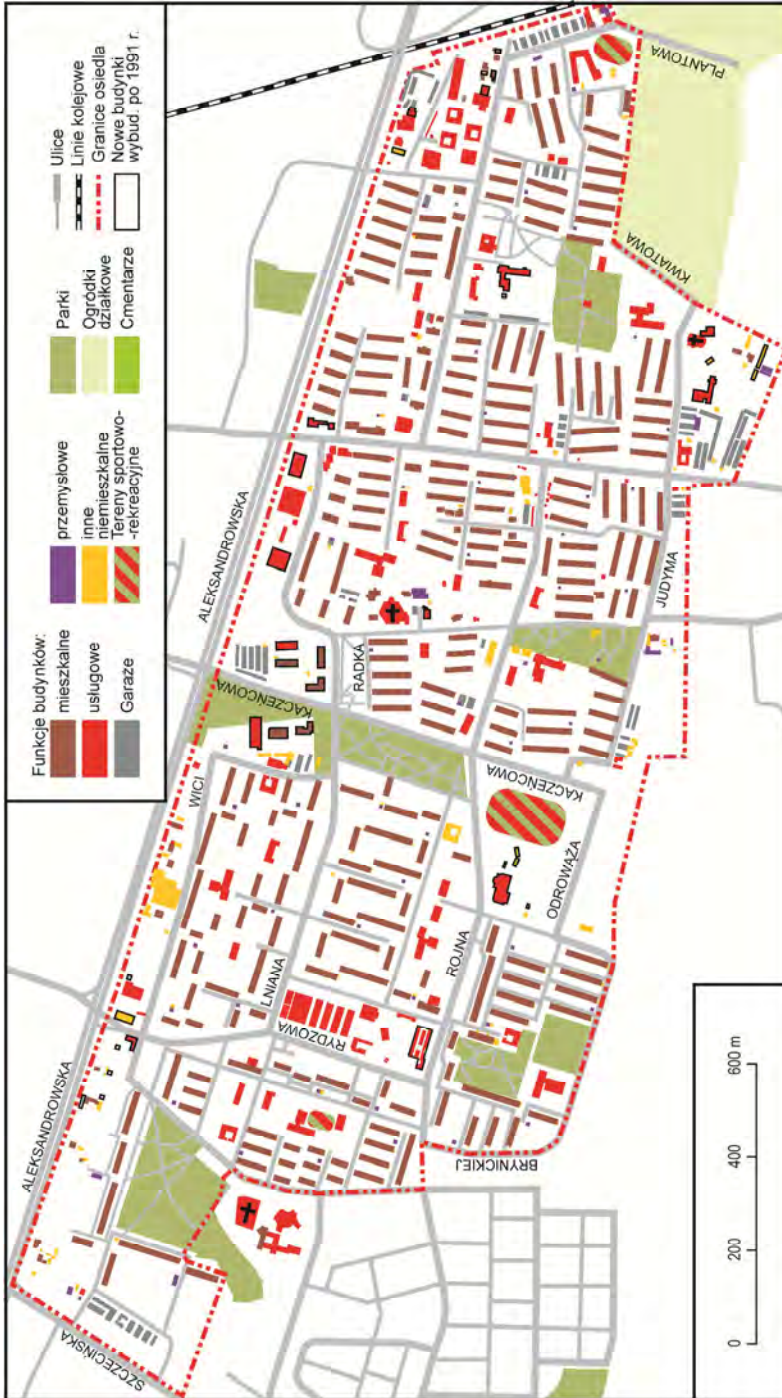 Funkcje budynków:
mieszkalne
usługowe
Garaże
przemysłowe
inne
niemieszkalne
Tereny sportowo-
-rekreacyjne
Parki
Ogródki
działkowe
Cmentarze
Ulice
Linie kolejowe
Granice osiedla
Nowe budynki
wybud. po 1991 r.
SZCZECIŃSKA
ALEKSANDROWSKA
ALEKSANDROWSKA
WICI
KACZEŃCOWA
RADKA
LNIANA
RYDZOWA
ROJNA
KACZEŃCOWA
ODROWĄŻA
BRYNICKIEJ
JUDYMA
KWIATOWA
PLANTOWA
0 200 400 600 m